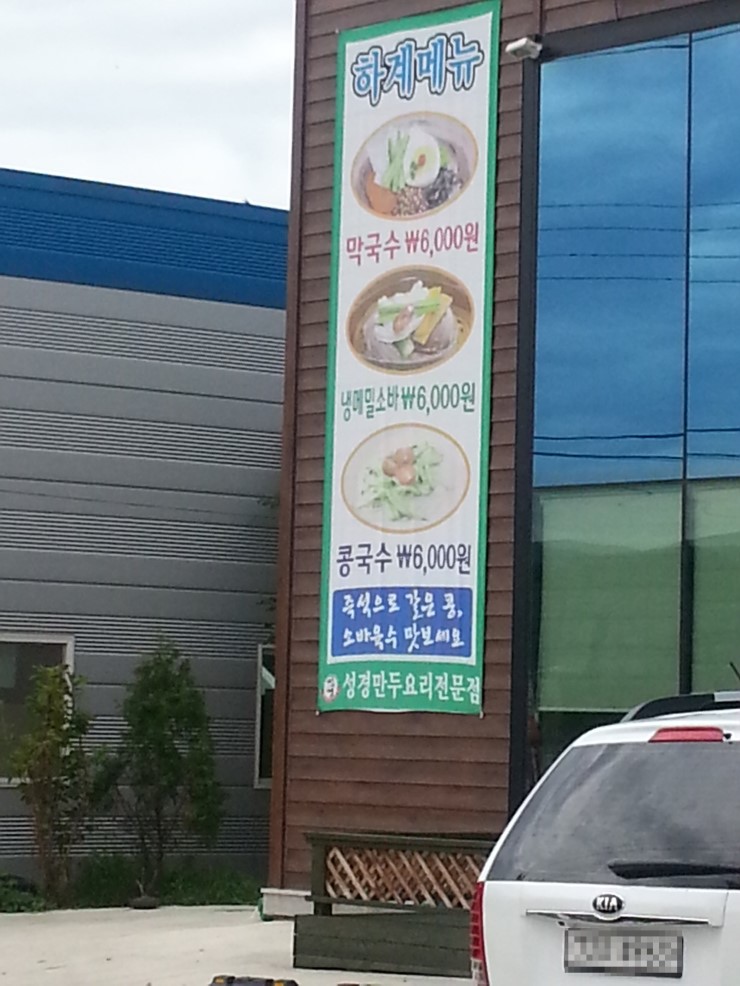 하계메뉴
막국수 ₩6,000원
냉메밀소바 ₩6,000원
콩국수 ₩6,000원
즉석으로 갈은 콩,
소바육수 맛보세요
성경만두요리전문점
KIA